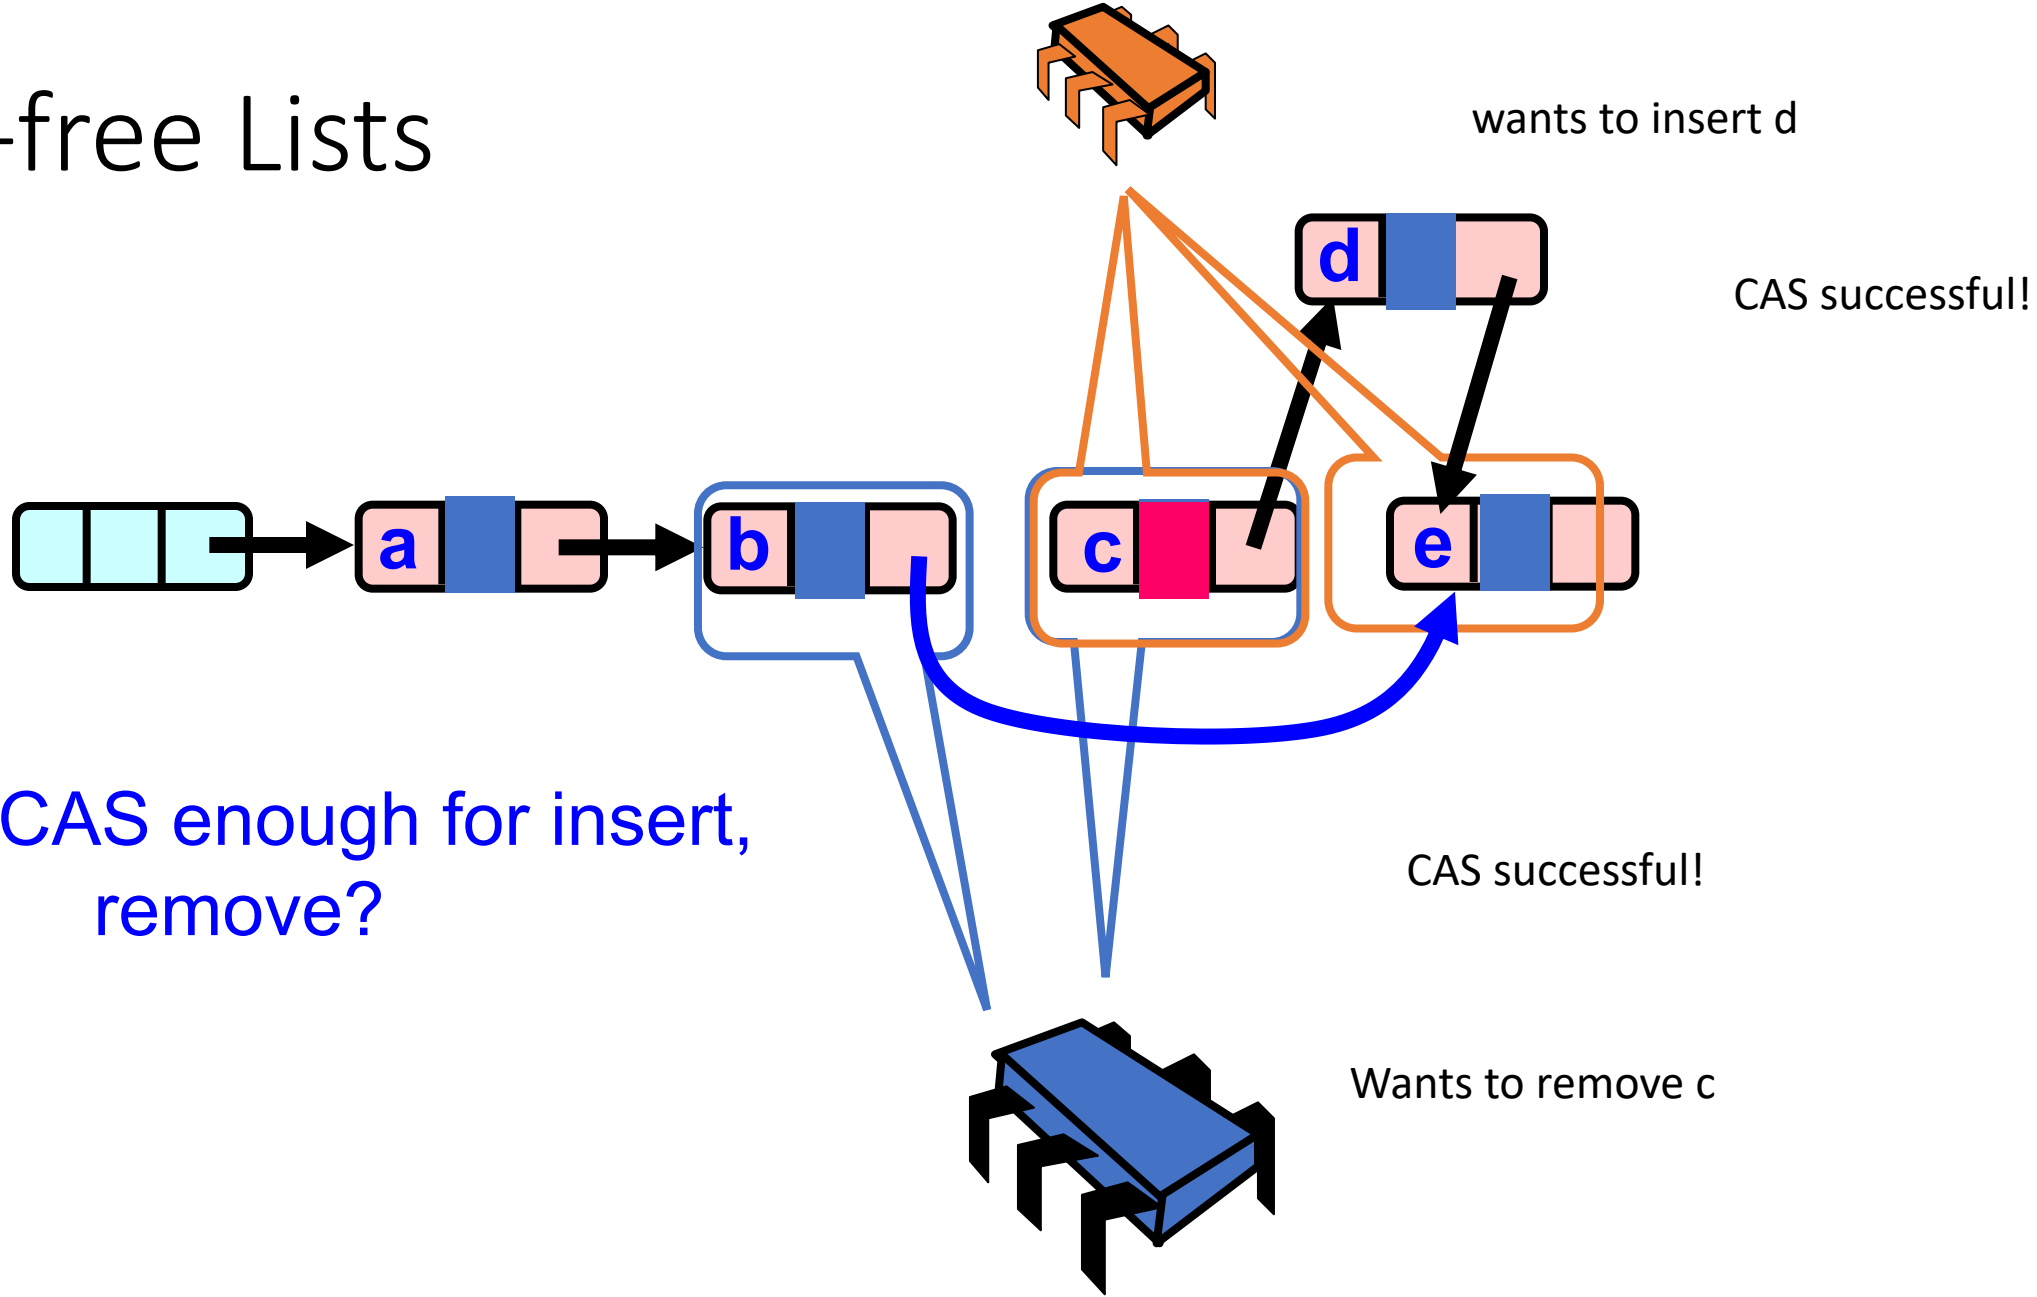 -free Lists
wants to insert d
d
CAS successful!
a
b
c
e
CAS enough for insert,
remove?
CAS successful!
Wants to remove c